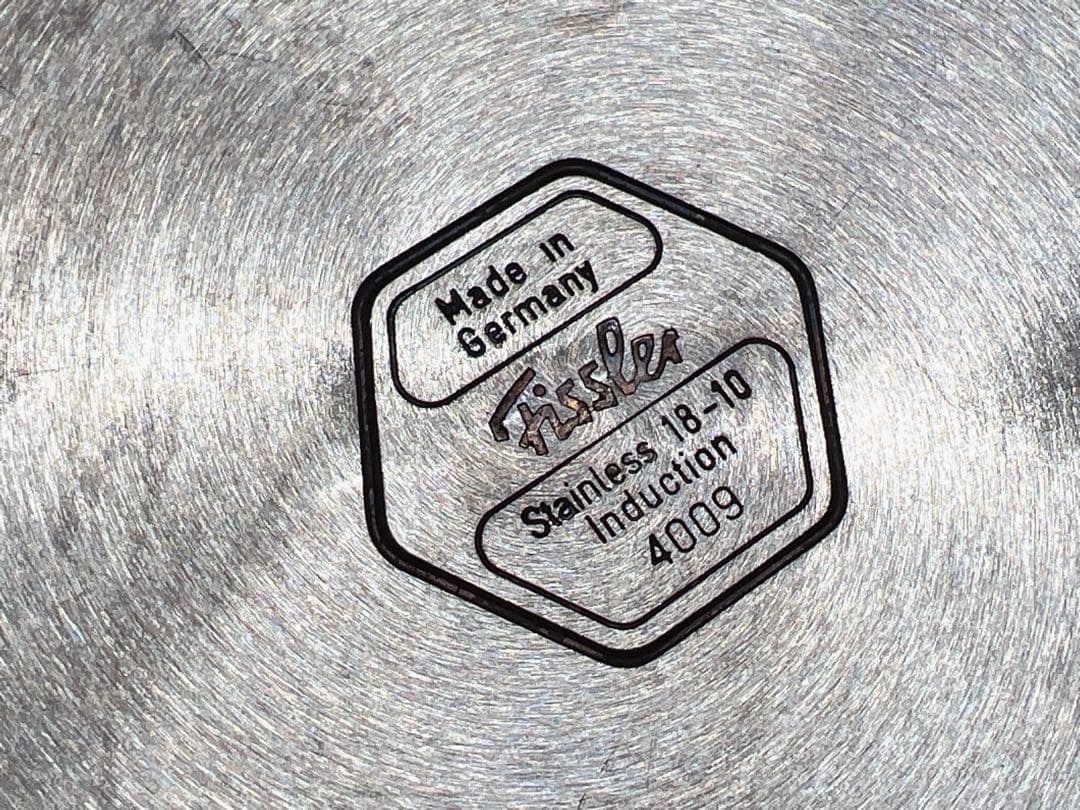 Made in
Germany
Fissler
Stainless 18-10
Induction
4009